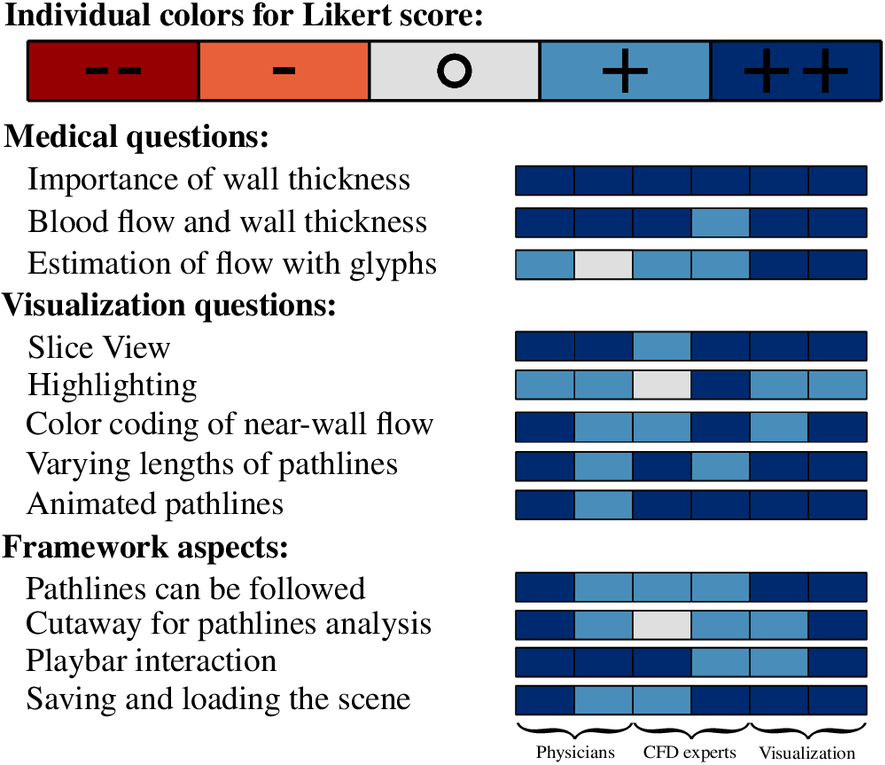 Individual colors for Likert score:
-- - O + ++
Medical questions:
Importance of wall thickness
Blood flow and wall thickness
Estimation of flow with glyphs
Visualization questions:
Slice View
Highlighting
Color coding of near-wall flow
Varying lengths of pathlines
Animated pathlines
Framework aspects:
Pathlines can be followed
Cutaway for pathlines analysis
Playbar interaction
Saving and loading the scene
Physicians CFD experts Visualization